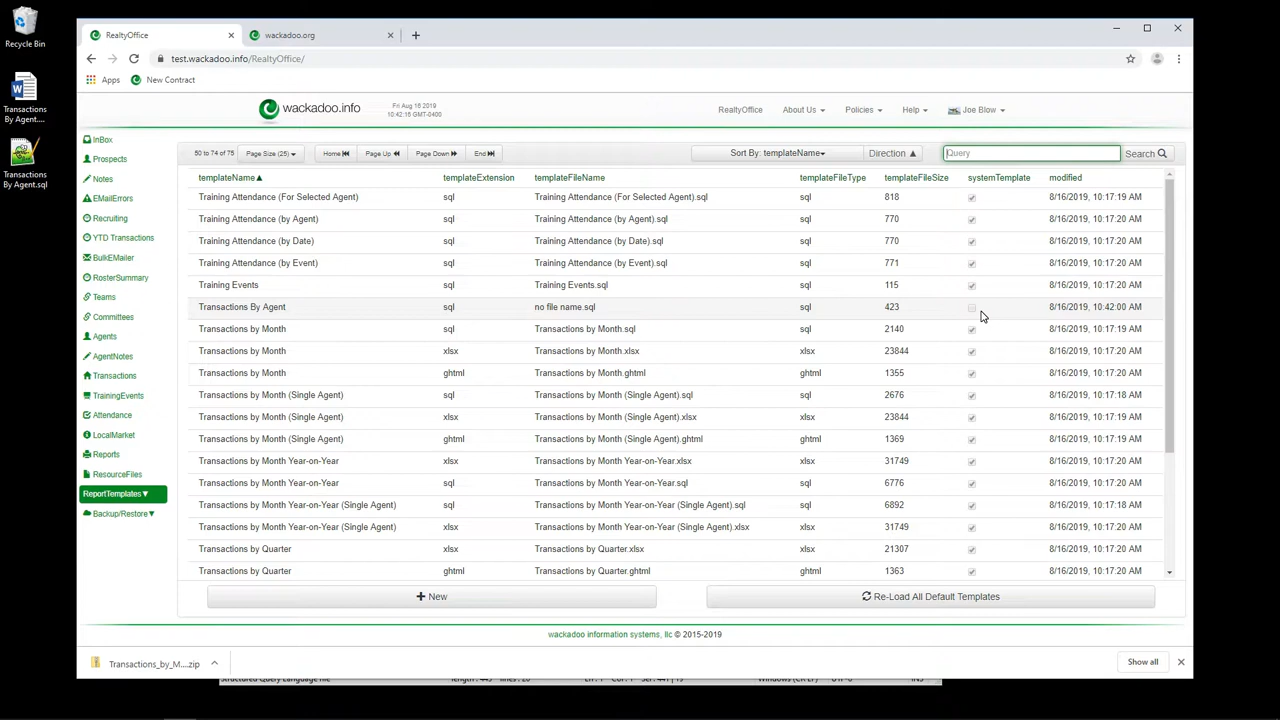 Recycle Bin
Transactions By Agent....
Transactions By Agent.sql
RealtyOffice
wackadoo.org
test.wackadoo.info/RealtyOffice/
Apps New Contract
wackadoo.info
Fri Aug 16 2019
10:42:16 GMT-0400
RealtyOffice About Us Policies Help Joe Blow
InBox
Prospects
Notes
EMailErrors
Recruiting
YTD Transactions
BulkEMailer
RosterSummary
Teams
Committees
Agents
AgentNotes
Transactions
TrainingEvents
Attendance
LocalMarket
Reports
ResourceFiles
ReportTemplates▼
Backup/Restore▼
50 to 74 of 75 Page Size (25) Home Page Up Page Down End Sort By: templateName Direction ▲ Query Search
templateName▲ templateExtension templateFileName templateFileType templateFileSize systemTemplate modified
Training Attendance (For Selected Agent) sql Training Attendance (For Selected Agent).sql sql 818 8/16/2019, 10:17:19 AM
Training Attendance (by Agent) sql Training Attendance (by Agent).sql sql 770 8/16/2019, 10:17:20 AM
Training Attendance (by Date) sql Training Attendance (by Date).sql sql 770 8/16/2019, 10:17:20 AM
Training Attendance (by Event) sql Training Attendance (by Event).sql sql 771 8/16/2019, 10:17:20 AM
Training Events sql Training Events.sql sql 115 8/16/2019, 10:17:20 AM
Transactions By Agent sql no file name.sql sql 423 8/16/2019, 10:42:00 AM
Transactions by Month sql Transactions by Month.sql sql 2140 8/16/2019, 10:17:19 AM
Transactions by Month xlsx Transactions by Month.xlsx xlsx 23844 8/16/2019, 10:17:20 AM
Transactions by Month ghtml Transactions by Month.ghtml ghtml 1355 8/16/2019, 10:17:20 AM
Transactions by Month (Single Agent) sql Transactions by Month (Single Agent).sql sql 2676 8/16/2019, 10:17:18 AM
Transactions by Month (Single Agent) xlsx Transactions by Month (Single Agent).xlsx xlsx 23844 8/16/2019, 10:17:19 AM
Transactions by Month (Single Agent) ghtml Transactions by Month (Single Agent).ghtml ghtml 1369 8/16/2019, 10:17:19 AM
Transactions by Month Year-on-Year xlsx Transactions by Month Year-on-Year.xlsx xlsx 31749 8/16/2019, 10:17:20 AM
Transactions by Month Year-on-Year sql Transactions by Month Year-on-Year.sql sql 6776 8/16/2019, 10:17:20 AM
Transactions by Month Year-on-Year (Single Agent) sql Transactions by Month Year-on-Year (Single Agent).sql sql 6892 8/16/2019, 10:17:18 AM
Transactions by Month Year-on-Year (Single Agent) xlsx Transactions by Month Year-on-Year (Single Agent).xlsx xlsx 31749 8/16/2019, 10:17:20 AM
Transactions by Quarter xlsx Transactions by Quarter.xlsx xlsx 21307 8/16/2019, 10:17:20 AM
Transactions by Quarter ghtml Transactions by Quarter.ghtml ghtml 1363 8/16/2019, 10:17:20 AM
New Re-Load All Default Templates
wackadoo information systems, llc © 2015-2019
Transactions_by_M....zip Show all